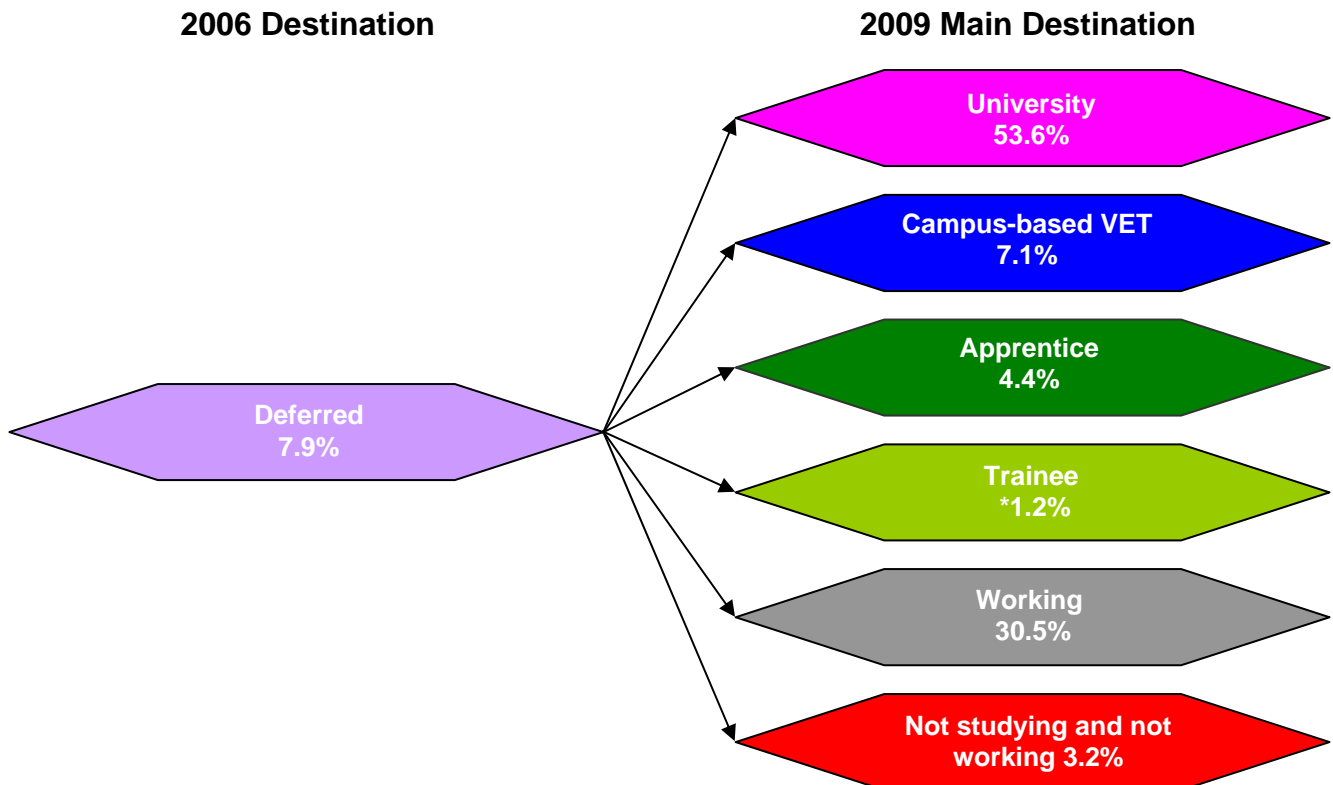 2006 Destination
2009 Main Destination
University
53.6%
Campus-based VET
7.1%
Apprentice
4.4%
Deferred
7.9%
Trainee
*1.2%
Working
30.5%
Not studying and not
working 3.2%